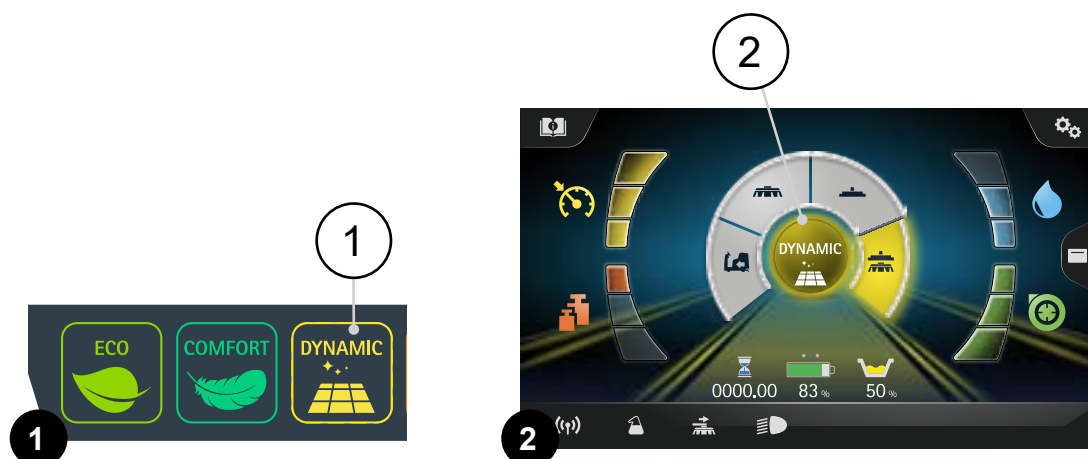 2
1
ECO
COMFORT
DYNAMIC
1
DYNAMIC
0000.00
83 %
50 %
2